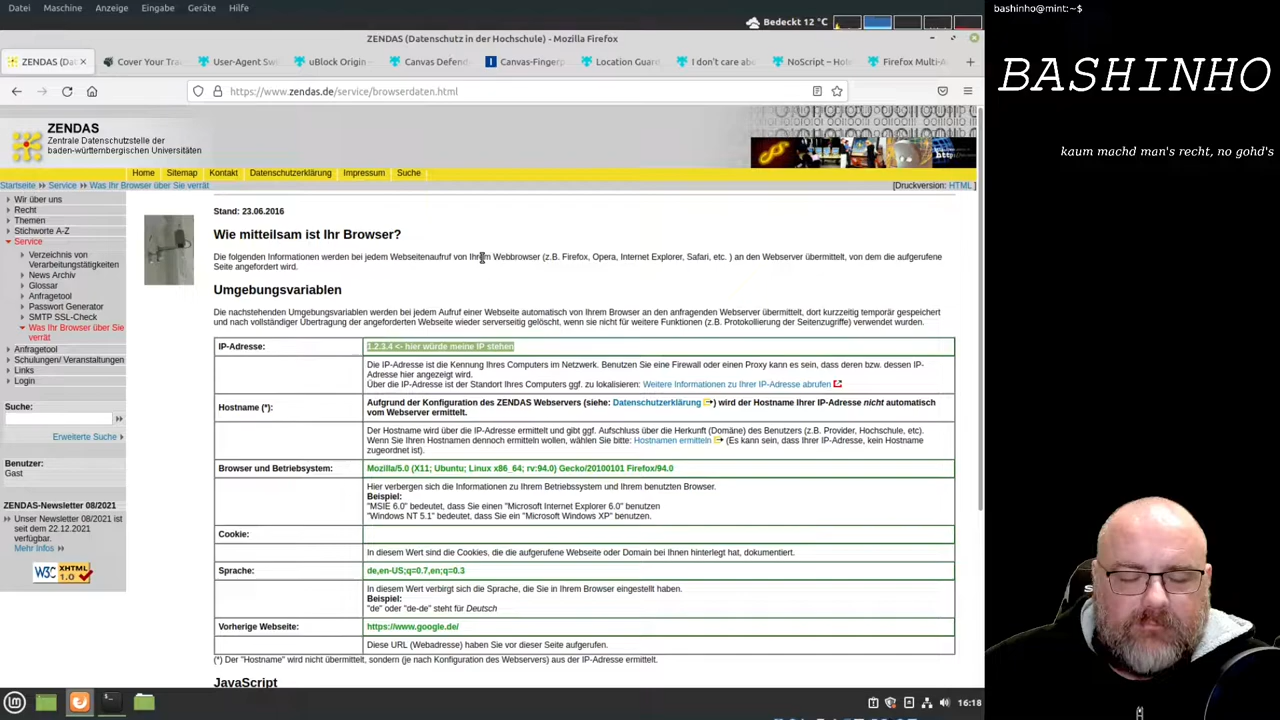 Datei Maschine Anzeige Eingabe Geräte Hilfe
Bedeckt 12 °C
ZENDAS (Datenschutz in der Hochschule) - Mozilla Firefox
ZENDAS (Dat
Cover Your Tra
User-Agent Swi
uBlock Origin –
Canvas Defend
Canvas-Fingerp
Location Guard
I don't care abo
NoScript – Hol
Firefox Multi-A
https://www.zendas.de/service/browserdaten.html
ZENDAS
Zentrale Datenschutzstelle der
baden-württembergischen Universitäten
http://
Home Sitemap Kontakt Datenschutzerklärung Impressum Suche
Startseite Service Was Ihr Browser über Sie verrät
[Druckversion: HTML ]
Wir über uns
Recht
Themen
Stichworte A-Z
Service
Verzeichnis von
Verarbeitungstätigkeiten
News Archiv
Glossar
Anfragetool
Passwort Generator
SMTP SSL-Check
Was Ihr Browser über Sie
verrät
Anfragetool
Schulungen/ Veranstaltungen
Links
Login
Suche:
Erweiterte Suche
Benutzer:
Gast
ZENDAS-Newsletter 08/2021
Unser Newsletter 08/2021 ist
seit dem 22.12.2021
verfügbar.
Mehr Infos
W3C XHTML 1.0
Stand: 23.06.2016
Wie mitteilsam ist Ihr Browser?
Die folgenden Informationen werden bei jedem Webseitenaufruf von Ihrem Webbrowser (z.B. Firefox, Opera, Internet Explorer, Safari, etc. ) an den Webserver übermittelt, von dem die aufgerufene
Seite angefordert wird.
Umgebungsvariablen
Die nachstehenden Umgebungsvariablen werden bei jedem Aufruf einer Webseite automatisch von Ihrem Browser an den anfragenden Webserver übermittelt, dort kurzzeitig temporär gespeichert
und nach vollständiger Übertragung der angeforderten Webseite wieder serverseitig gelöscht, wenn sie nicht für weitere Funktionen (z.B. Protokollierung der Seitenzugriffe) verwendet wurden.
IP-Adresse: 1.2.3.4 <- hier würde meine IP stehen
Die IP-Adresse ist die Kennung Ihres Computers im Netzwerk. Benutzen Sie eine Firewall oder einen Proxy kann es sein, dass deren bzw. dessen IP-
Adresse hier angezeigt wird.
Über die IP-Adresse ist der Standort Ihres Computers ggf. zu lokalisieren: Weitere Informationen zu Ihrer IP-Adresse abrufen
Hostname (*): Aufgrund der Konfiguration des ZENDAS Webservers (siehe: Datenschutzerklärung ) wird der Hostname Ihrer IP-Adresse nicht automatisch
vom Webserver ermittelt.
Der Hostname wird über die IP-Adresse ermittelt und gibt ggf. Aufschluss über die Herkunft (Domäne) des Benutzers (z.B. Provider, Hochschule, etc).
Wenn Sie Ihren Hostnamen dennoch ermitteln wollen, wählen Sie bitte: Hostnamen ermitteln (Es kann sein, dass Ihrer IP-Adresse, kein Hostname
zugeordnet ist).
Browser und Betriebsystem: Mozilla/5.0 (X11; Ubuntu; Linux x86_64; rv:94.0) Gecko/20100101 Firefox/94.0
Hier verbergen sich die Informationen zu Ihrem Betriebssystem und Ihrem benutzten Browser.
Beispiel:
"MSIE 6.0" bedeutet, dass Sie einen "Microsoft Internet Explorer 6.0" benutzen
"Windows NT 5.1" bedeutet, dass Sie ein "Microsoft Windows XP" benutzen.
Cookie:
In diesem Wert sind die Cookies, die die aufgerufene Webseite oder Domain bei Ihnen hinterlegt hat, dokumentiert.
Sprache: de,en-US;q=0.7,en;q=0.3
In diesem Wert verbirgt sich die Sprache, die Sie in Ihrem Browser eingestellt haben.
Beispiel:
"de" oder "de-de" steht für Deutsch
Vorherige Webseite: https://www.google.de/
Diese URL (Webadresse) haben Sie vor dieser Seite aufgerufen.
(*) Der "Hostname" wird nicht übermittelt, sondern (je nach Konfiguration des Webservers) aus der IP-Adresse ermittelt.
JavaScript
16:18
bashinho@mint:~$
BASHINHO
kaum machd man's recht, no gohd's